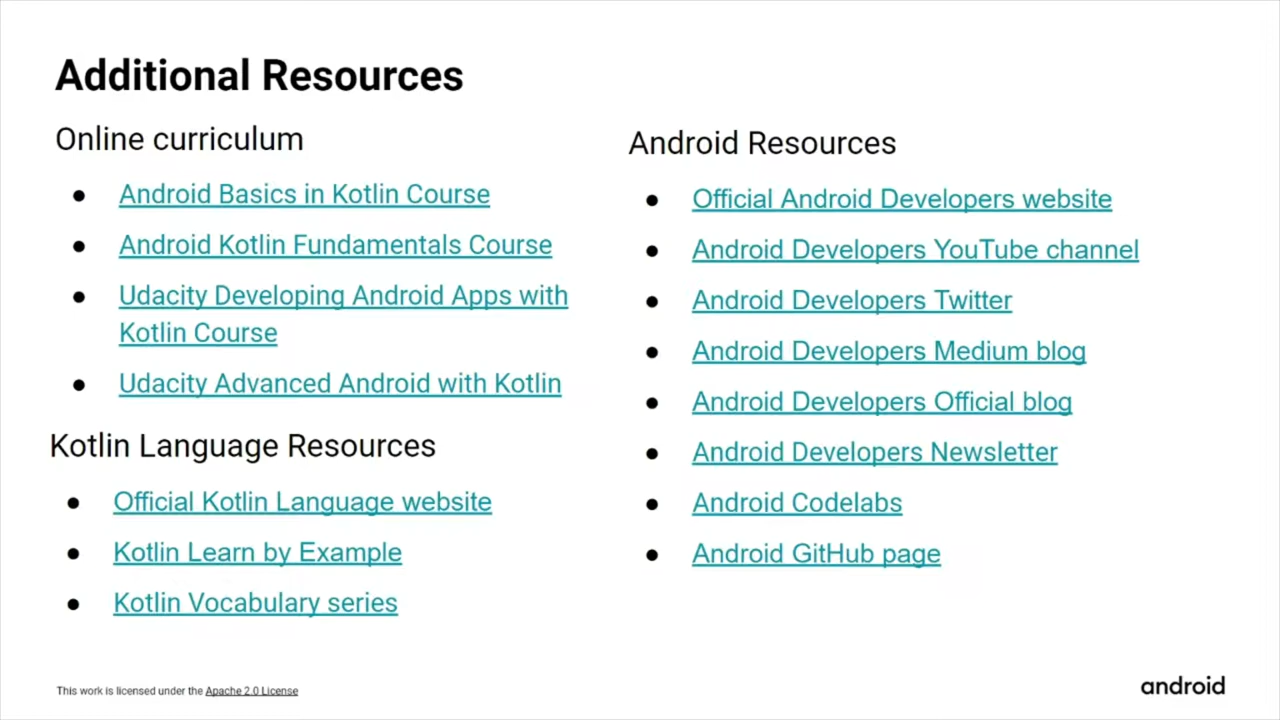 Additional Resources
Online curriculum
● Android Basics in Kotlin Course
● Android Kotlin Fundamentals Course
● Udacity Developing Android Apps with
Kotlin Course
● Udacity Advanced Android with Kotlin
Kotlin Language Resources
● Official Kotlin Language website
● Kotlin Learn by Example
● Kotlin Vocabulary series
Android Resources
● Official Android Developers website
● Android Developers YouTube channel
● Android Developers Twitter
● Android Developers Medium blog
● Android Developers Official blog
● Android Developers Newsletter
● Android Codelabs
● Android GitHub page
This work is licensed under the Apache 2.0 License
android